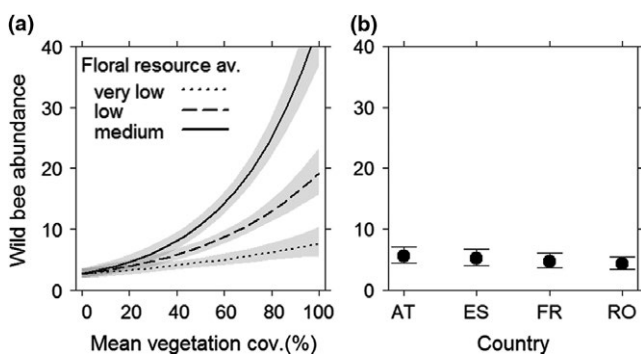 (a)
(b)
Floral resource av.
very low
low
medium
40
30
20
10
0
Wild bee abundance
0 20 40 60 80 100
Mean vegetation cov.(%)
40
30
20
10
0
AT ES FR RO
Country